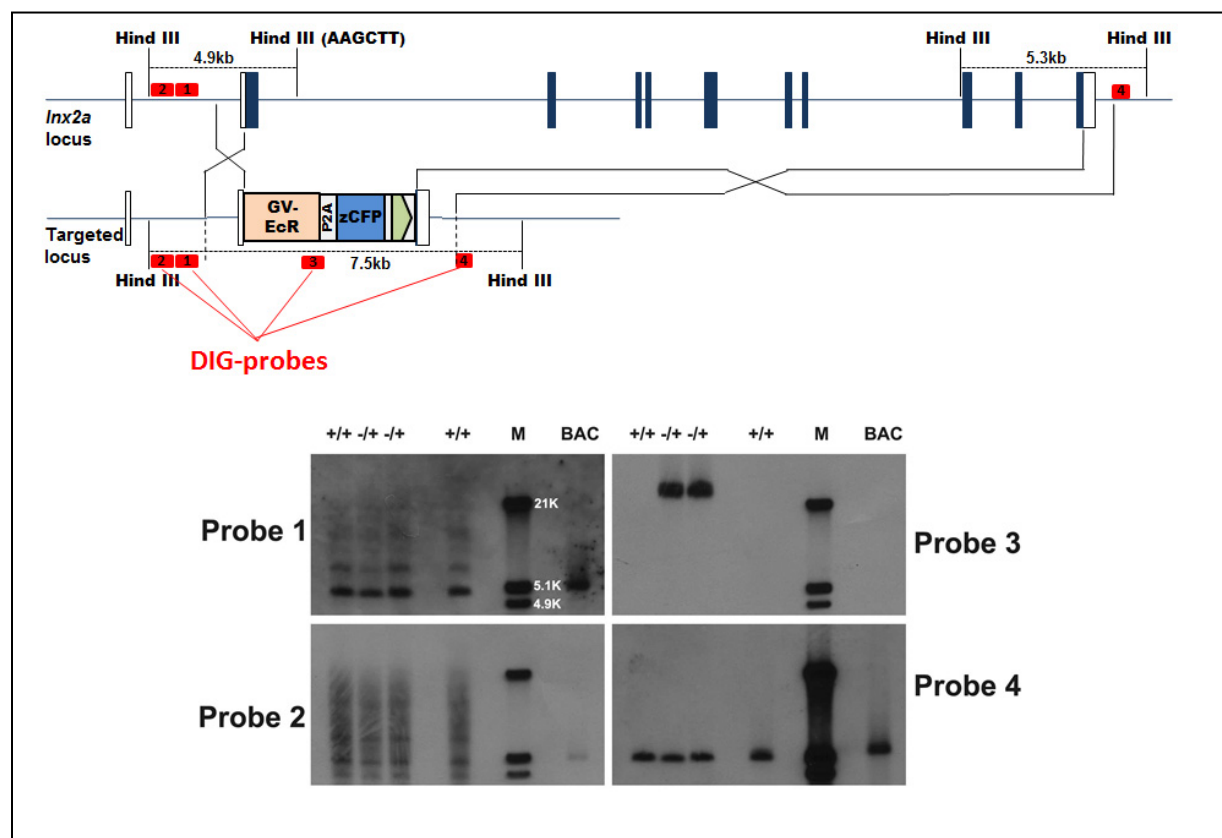 Hind III
Hind III (AAGCTT)
Hind III
Hind III
4.9kb
5.3kb
2 1
4
lnx2a
locus
GV-
EcR
P2A
zCFP
Targeted
locus
7.5kb
2 1
3
4
Hind III
Hind III
DIG-probes
+/+ -/+ -/+ +/+ M BAC
+/+ -/+ -/+ +/+ M BAC
Probe 1
21K
5.1K
4.9K
Probe 3
Probe 2
Probe 4